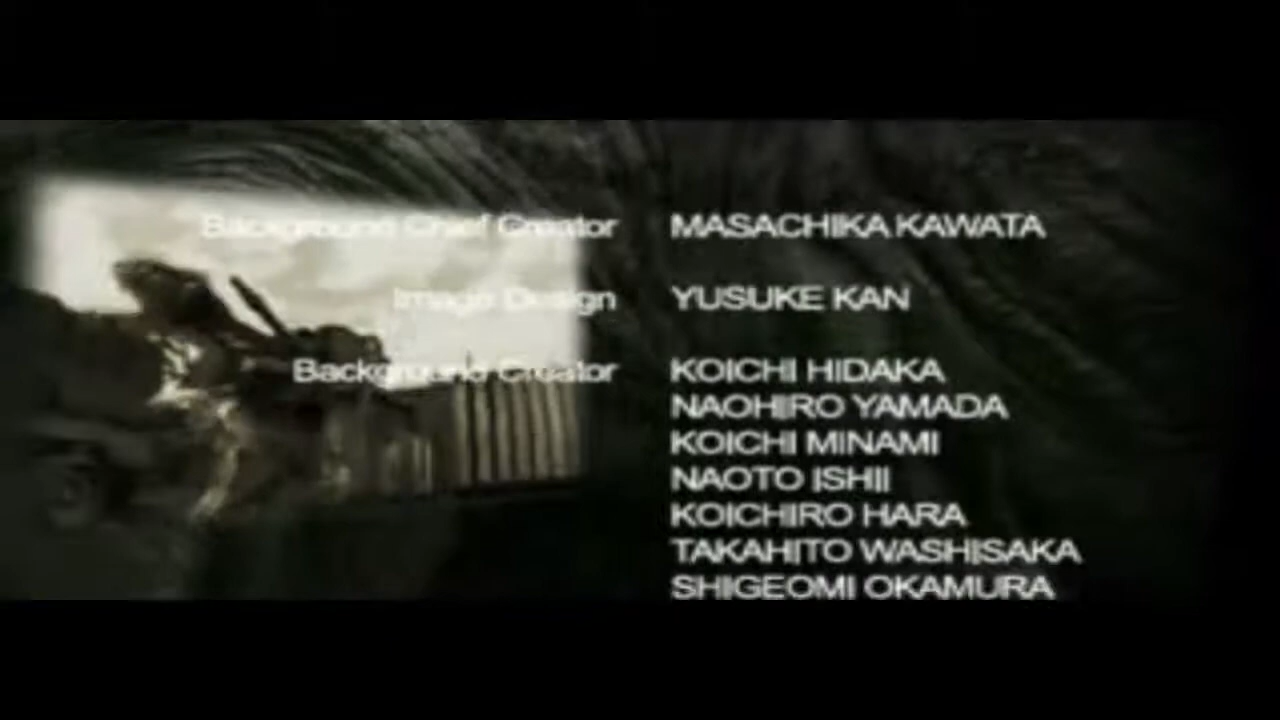 Background Chief Creator MASACHIKA KAWATA
Image Design YUSUKE KAN
Background Creator KOICHI HIDAKA
NAOHIRO YAMADA
KOICHI MINAMI
NAOTO ISHII
KOICHIRO HARA
TAKAHITO WASHISAKA
SHIGEOMI OKAMURA